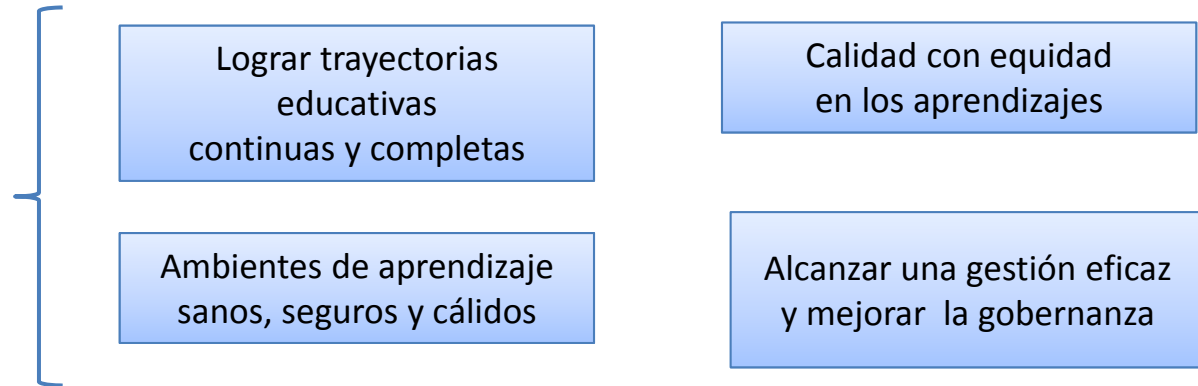 Lograr trayectorias
educativas
continuas y completas
Calidad con equidad
en los aprendizajes
Ambientes de aprendizaje
sanos, seguros y cálidos
Alcanzar una gestión eficaz
y mejorar  la gobernanza